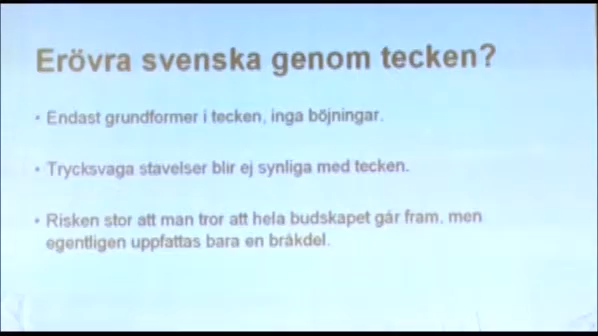 Erövra svenska genom tecken?
• Endast grundformer i tecken, inga böjningar.
• Trycksvaga stavelser blir ej synliga med tecken.
• Risken stor att man tror att hela budskapet går fram, men
egentligen uppfattas bara en bråkdel.